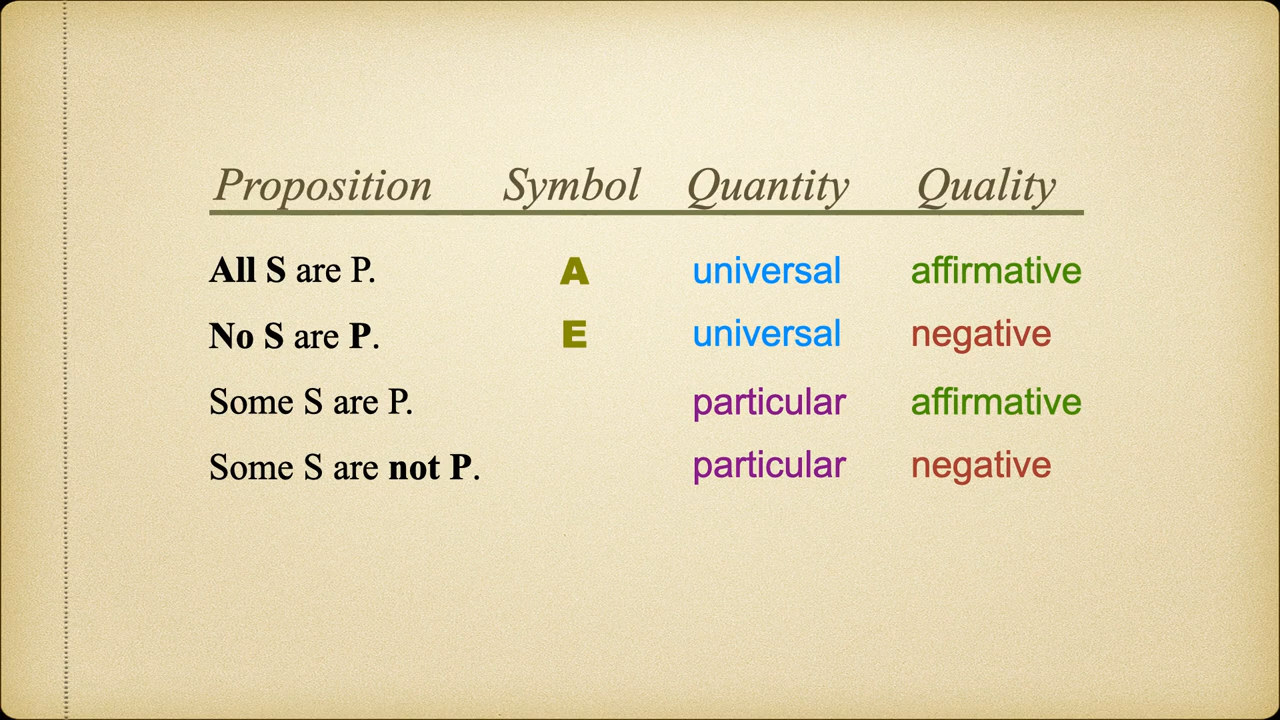 Proposition Symbol Quantity Quality
All S are P. A universal affirmative
No S are P. E universal negative
Some S are P. particular affirmative
Some S are not P. particular negative